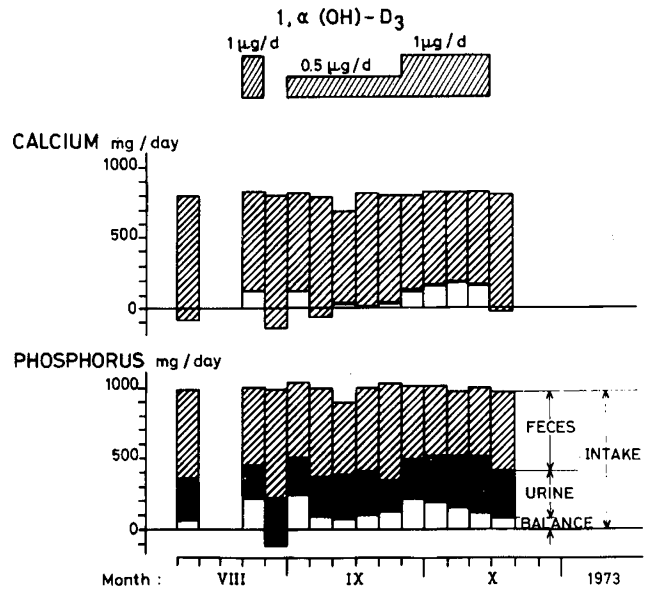 1,α (OH)-D3
1 μg/d
0.5 μg/d
1μg/d
CALCIUM mg / day
1000
500
0
PHOSPHORUS mg / day
1000
500
0
FECES
INTAKE
URINE
BALANCE
Month : VIII IX X 1973